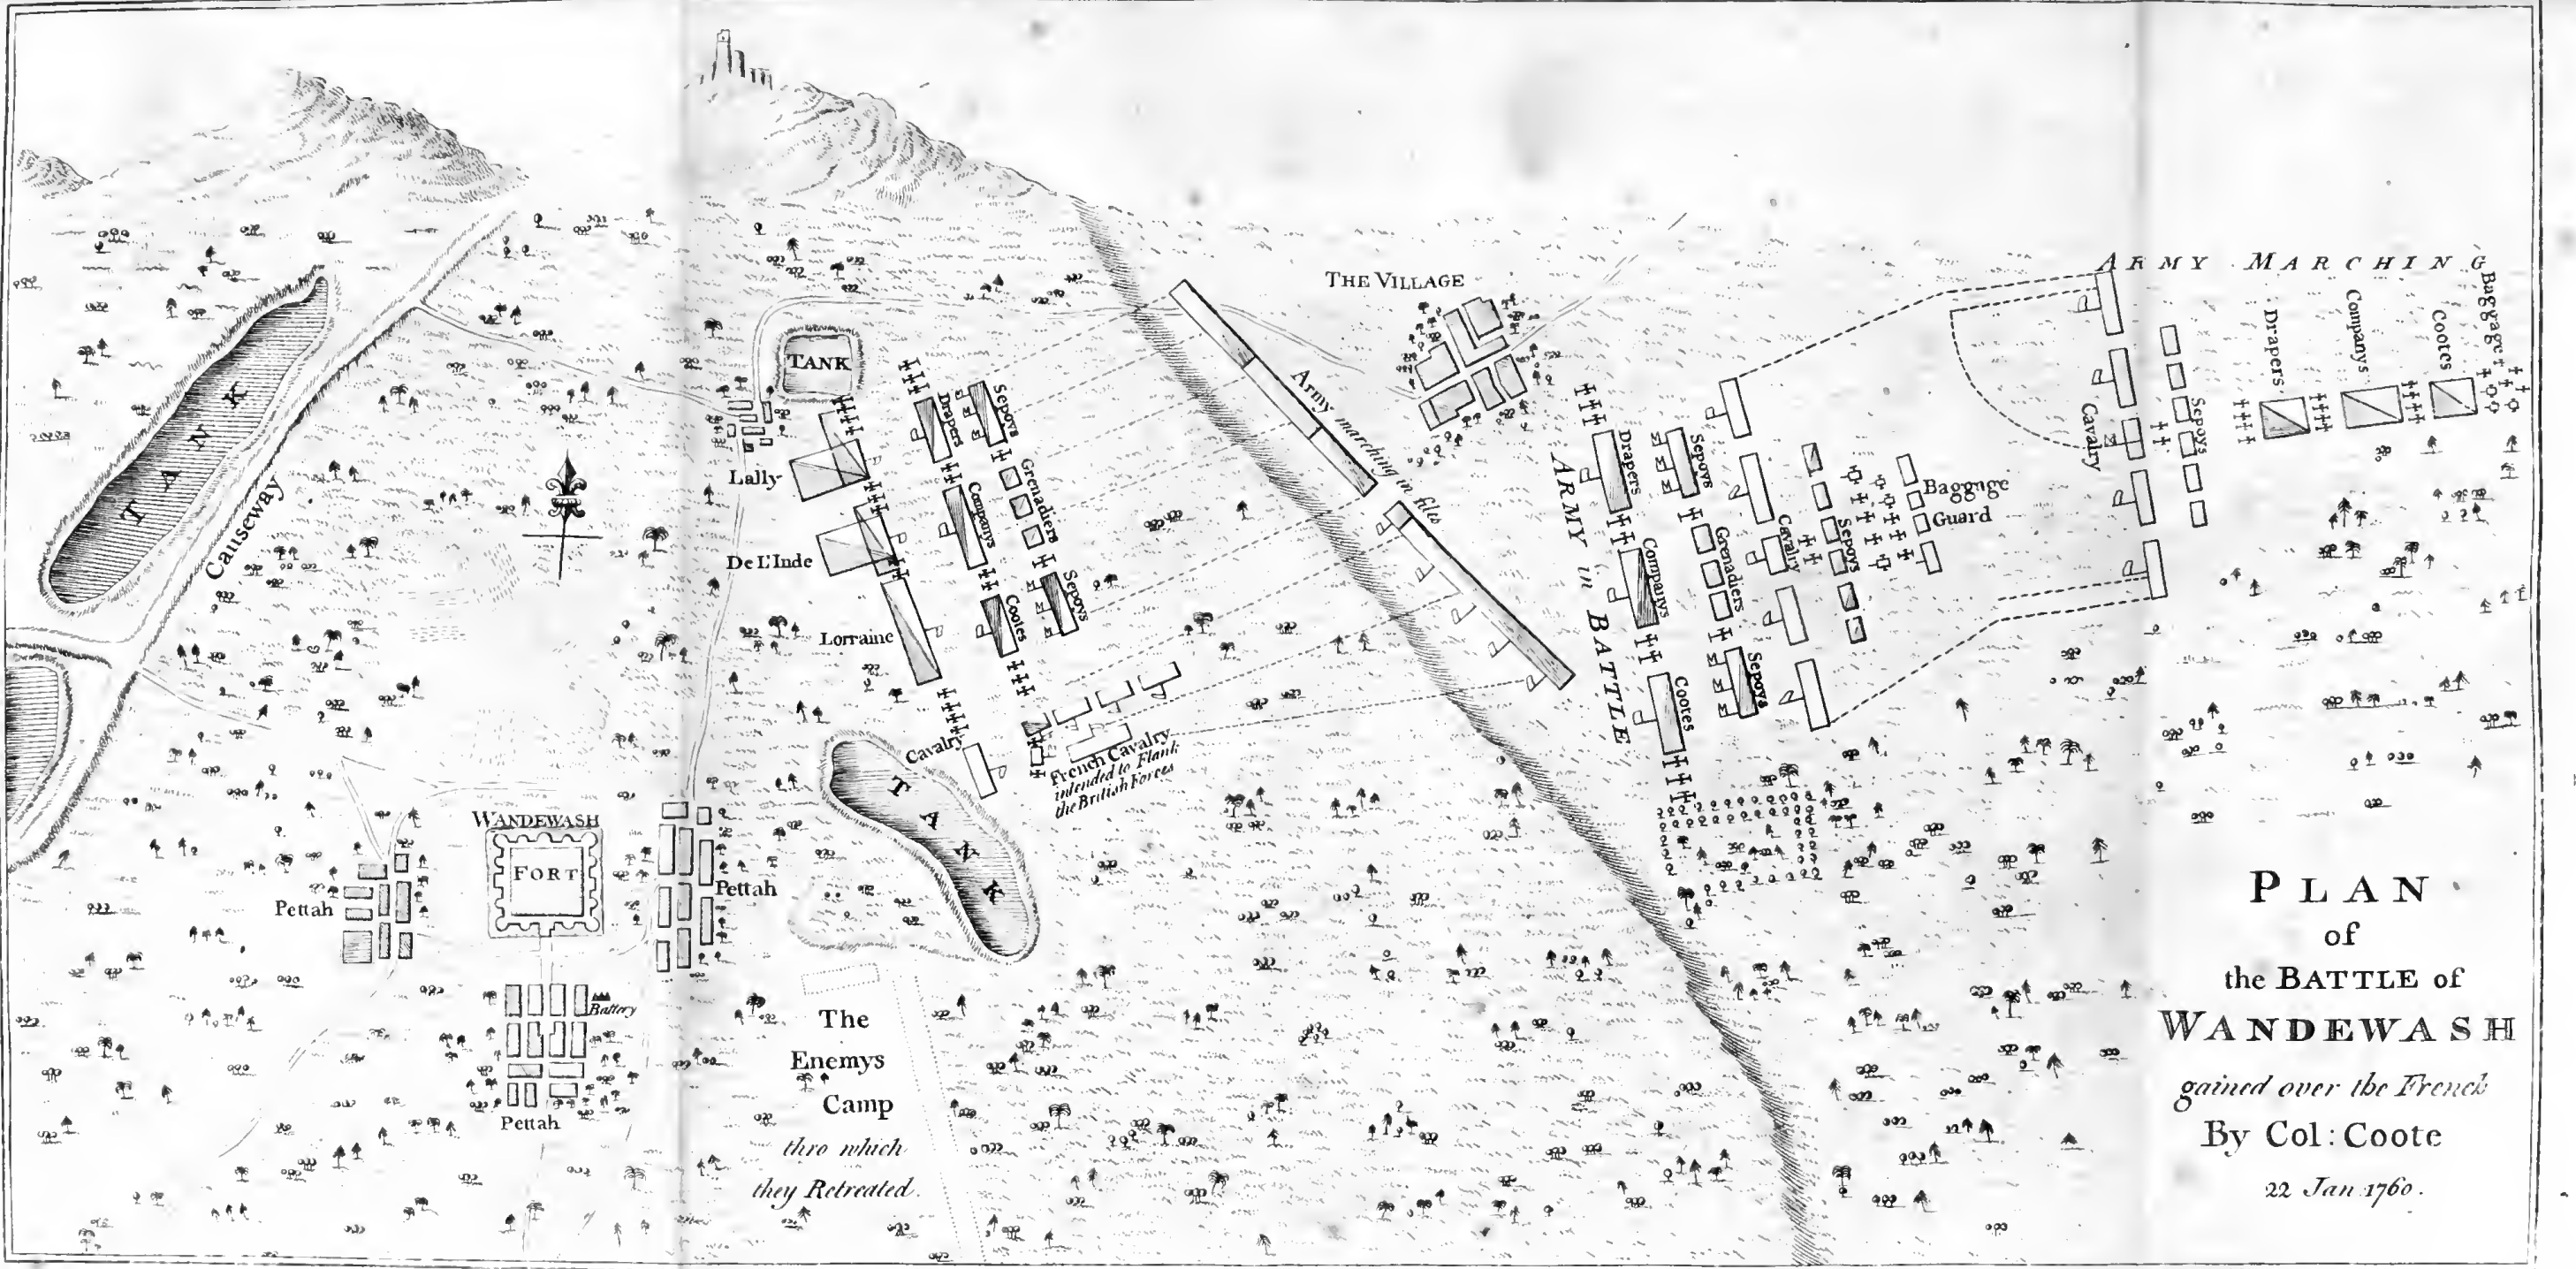 THE VILLAGE
ARMY MARCHING
Baggage
Cootes
Companys
Drapers
Sepoys
Cavalry
TANK
TANK
Causeway
Lally
De L'Inde
Lorraine
Cavalry
Drapers
Companys
Cootes
Sepoys
Grenadiers
Sepoys
French Cavalry
intended to Flank
the British Forces
Army marching in files
ARMY in BATTLE
Drapers
Companys
Cootes
Sepoys
Grenadiers
Sepoys
Cavalry
Sepoys
Baggage
Guard
TANK
WANDEWASH
FORT
Pettah
Pettah
Battery
Pettah
The
Enemys
Camp
thro which
they Retreated.
PLAN
of
the BATTLE of
WANDEWASH
gained over the French
By Col: Coote
22 Jan 1760.